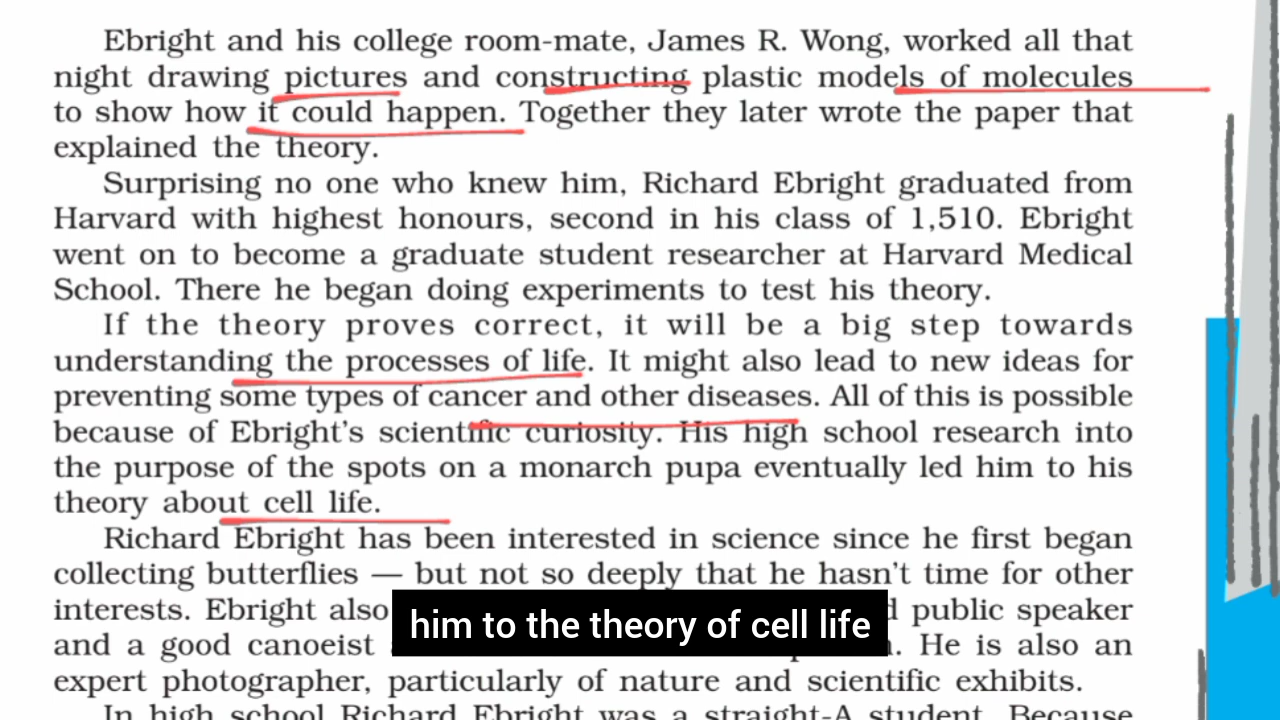 Ebright and his college room-mate, James R. Wong, worked all that
night drawing pictures and constructing plastic models of molecules
to show how it could happen. Together they later wrote the paper that
explained the theory.
Surprising no one who knew him, Richard Ebright graduated from
Harvard with highest honours, second in his class of 1,510. Ebright
went on to become a graduate student researcher at Harvard Medical
School. There he began doing experiments to test his theory.
If the theory proves correct, it will be a big step towards
understanding the processes of life. It might also lead to new ideas for
preventing some types of cancer and other diseases. All of this is possible
because of Ebright's scientific curiosity. His high school research into
the purpose of the spots on a monarch pupa eventually led him to his
theory about cell life.
Richard Ebright has been interested in science since he first began
collecting butterflies — but not so deeply that he hasn't time for other
interests. Ebright also public speaker
and a good canoeist He is also an
expert photographer, particularly of nature and scientific exhibits.
In high school Richard Ebright was a straight-A student. Because
him to the theory of cell life